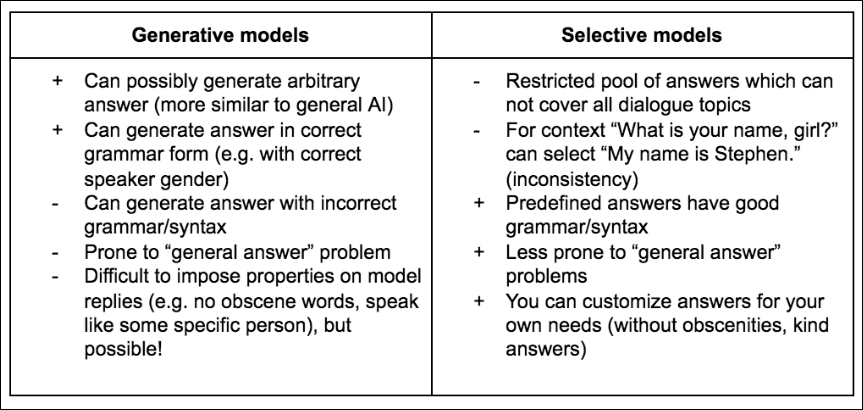 Generative models
+ Can possibly generate arbitrary
answer (more similar to general AI)
+ Can generate answer in correct
grammar form (e.g. with correct
speaker gender)
- Can generate answer with incorrect
grammar/syntax
- Prone to “general answer” problem
- Difficult to impose properties on model
replies (e.g. no obscene words, speak
like some specific person), but
possible!
Selective models
- Restricted pool of answers which can
not cover all dialogue topics
- For context “What is your name, girl?”
can select “My name is Stephen.”
(inconsistency)
+ Predefined answers have good
grammar/syntax
+ Less prone to “general answer”
problems
+ You can customize answers for your
own needs (without obscenities, kind
answers)